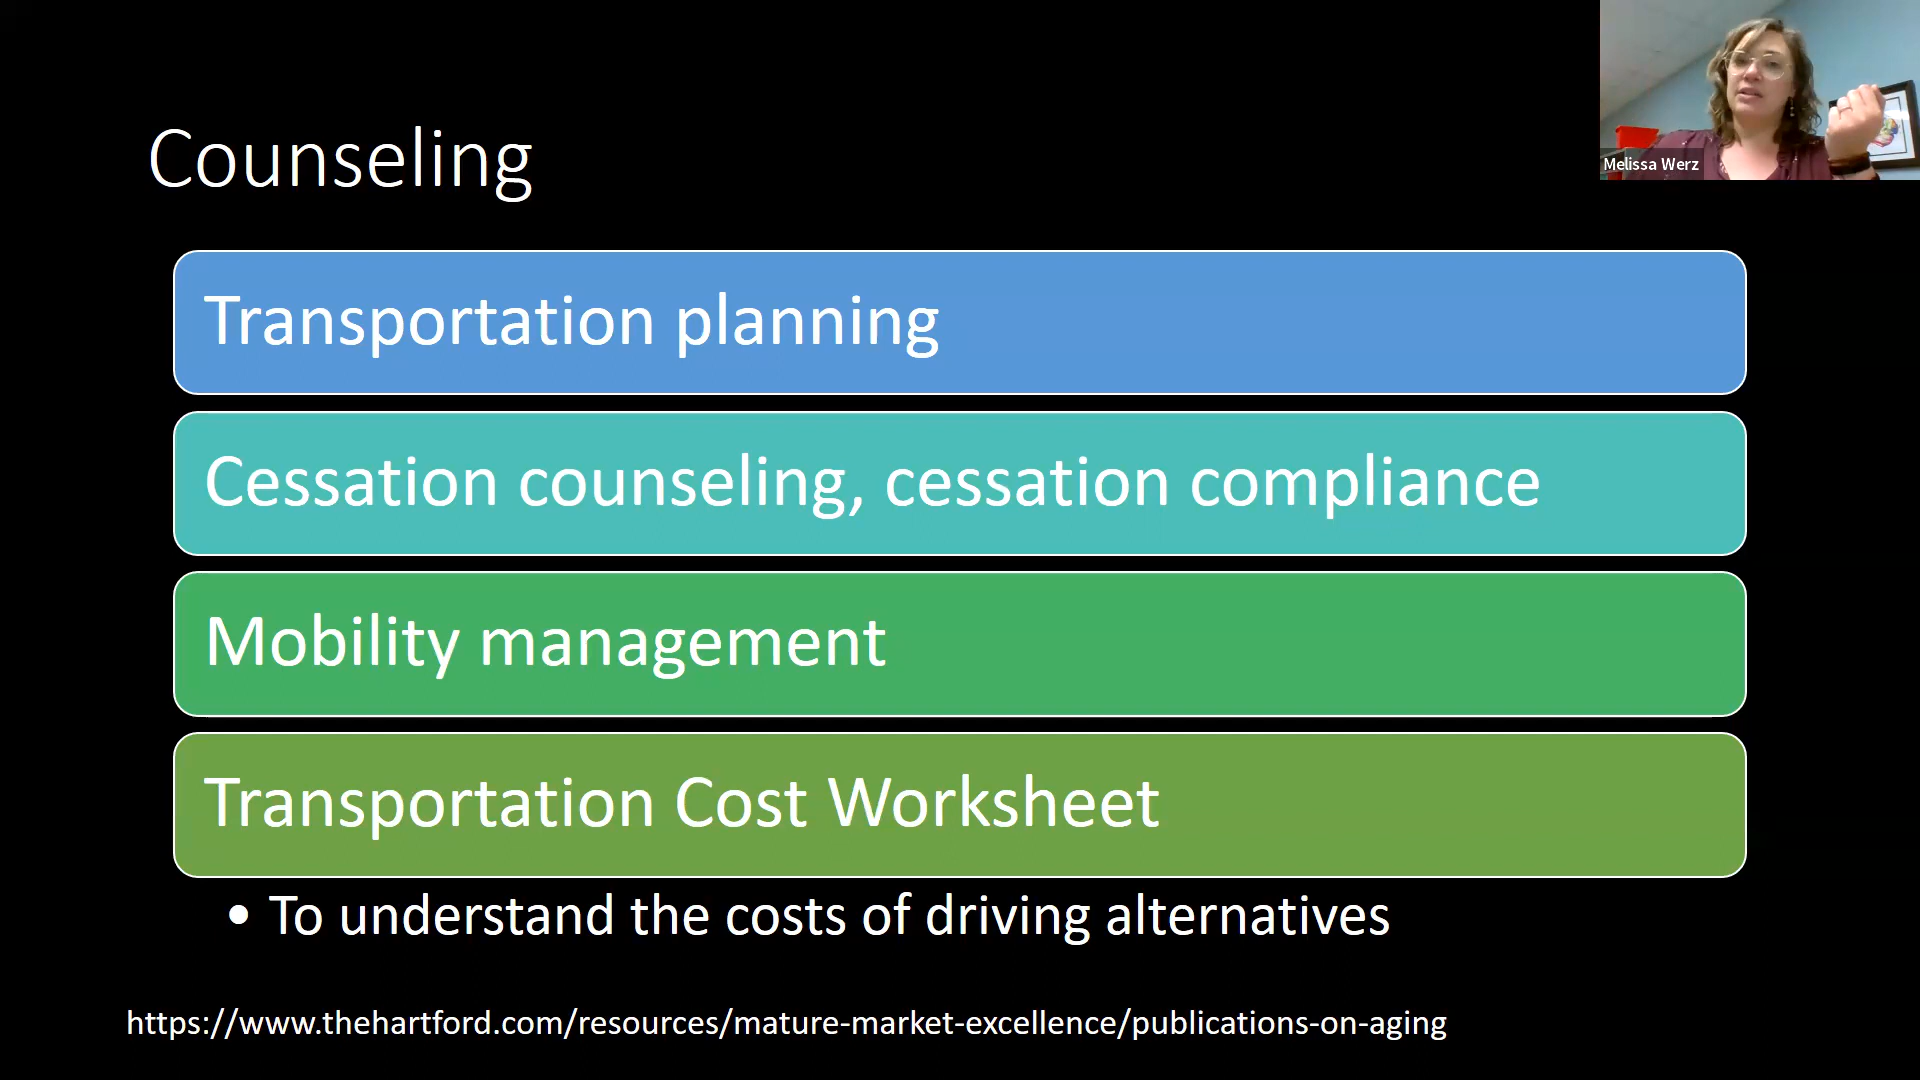 Counseling
Melissa Werz
Transportation planning
Cessation counseling, cessation compliance
Mobility management
Transportation Cost Worksheet
• To understand the costs of driving alternatives
https://www.thehartford.com/resources/mature-market-excellence/publications-on-aging